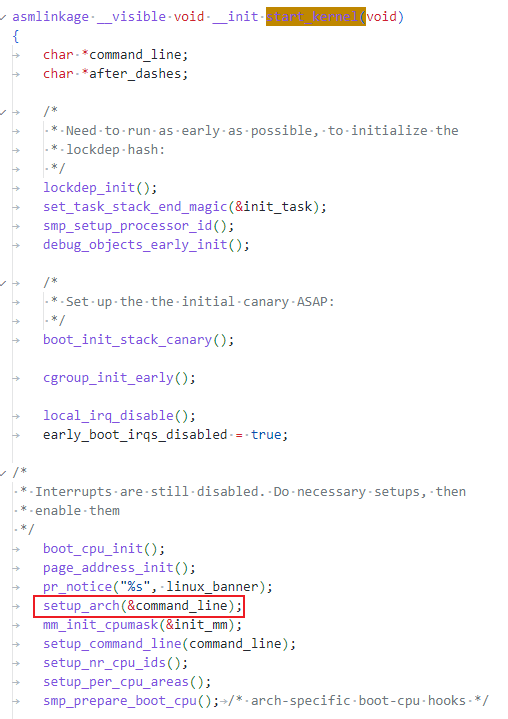 asmlinkage __visible void __init start_kernel(void)
{
char *command_line;
char *after_dashes;
/*
* Need to run as early as possible, to initialize the
* lockdep hash:
*/
lockdep_init();
set_task_stack_end_magic(&init_task);
smp_setup_processor_id();
debug_objects_early_init();
/*
* Set up the the initial canary ASAP:
*/
boot_init_stack_canary();
cgroup_init_early();
local_irq_disable();
early_boot_irqs_disabled = true;
/*
* Interrupts are still disabled. Do necessary setups, then
* enable them
*/
boot_cpu_init();
page_address_init();
pr_notice("%s", linux_banner);
setup_arch(&command_line);
mm_init_cpumask(&init_mm);
setup_command_line(command_line);
setup_nr_cpu_ids();
setup_per_cpu_areas();
smp_prepare_boot_cpu(); /* arch-specific boot-cpu hooks */